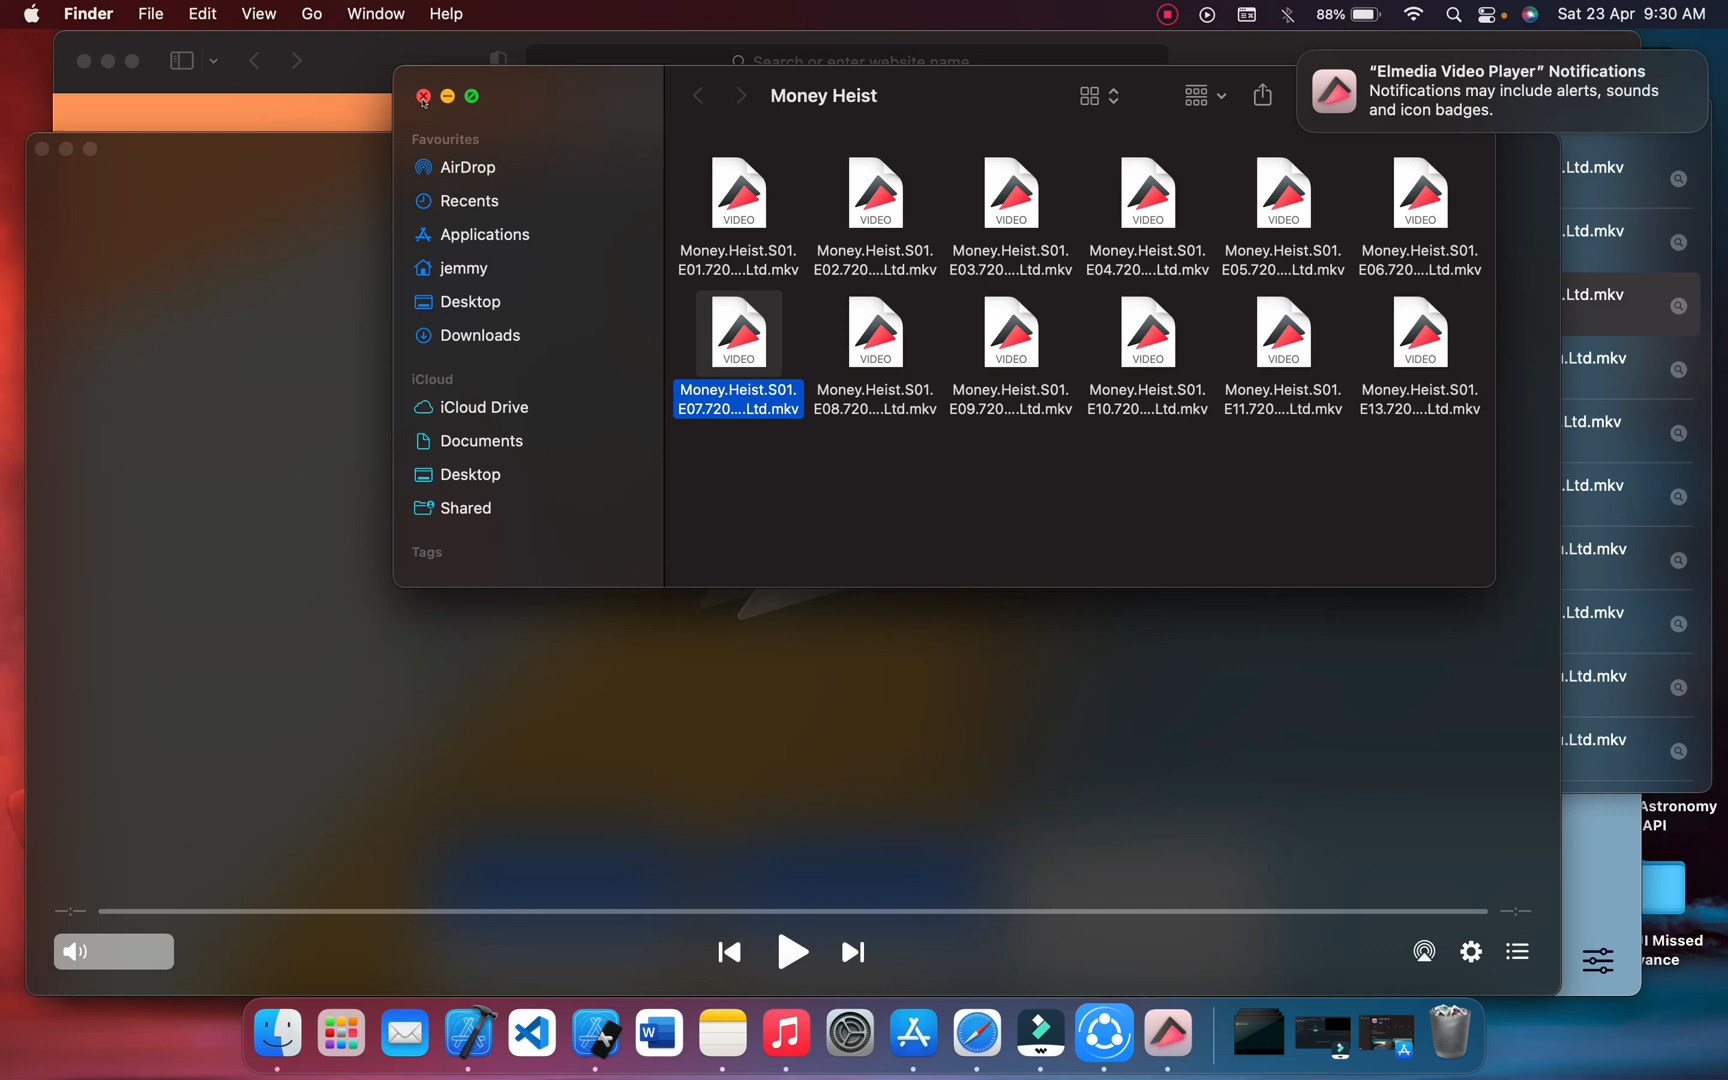 Finder File Edit View Go Window Help
88% Sat 23 Apr 9:30 AM
Search or enter website name
“Elmedia Video Player” Notifications
Notifications may include alerts, sounds
and icon badges.
Money Heist
Favourites
AirDrop
Recents
Applications
jemmy
Desktop
Downloads
iCloud
iCloud Drive
Documents
Desktop
Shared
Tags
VIDEO VIDEO VIDEO VIDEO VIDEO VIDEO
Money.Heist.S01. Money.Heist.S01. Money.Heist.S01. Money.Heist.S01. Money.Heist.S01. Money.Heist.S01.
E01.720....Ltd.mkv E02.720....Ltd.mkv E03.720....Ltd.mkv E04.720....Ltd.mkv E05.720....Ltd.mkv E06.720....Ltd.mkv
VIDEO VIDEO VIDEO VIDEO VIDEO VIDEO
Money.Heist.S01. Money.Heist.S01. Money.Heist.S01. Money.Heist.S01. Money.Heist.S01. Money.Heist.S01.
E07.720....Ltd.mkv E08.720....Ltd.mkv E09.720....Ltd.mkv E10.720....Ltd.mkv E11.720....Ltd.mkv E13.720....Ltd.mkv
.Ltd.mkv
.Ltd.mkv
.Ltd.mkv
.Ltd.mkv
Ltd.mkv
.Ltd.mkv
.Ltd.mkv
.Ltd.mkv
.Ltd.mkv
.Ltd.mkv
Astronomy
API
Missed
vance
--:-- --:--
W